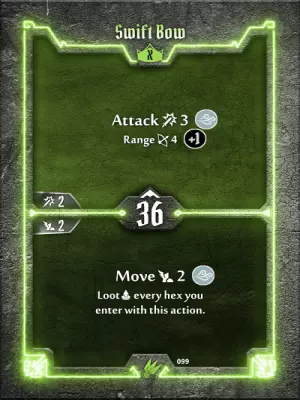 Swift Bow
X
Attack 3
Range 4 +1
2
36
2
Move 2
Loot every hex you
enter with this action.
099